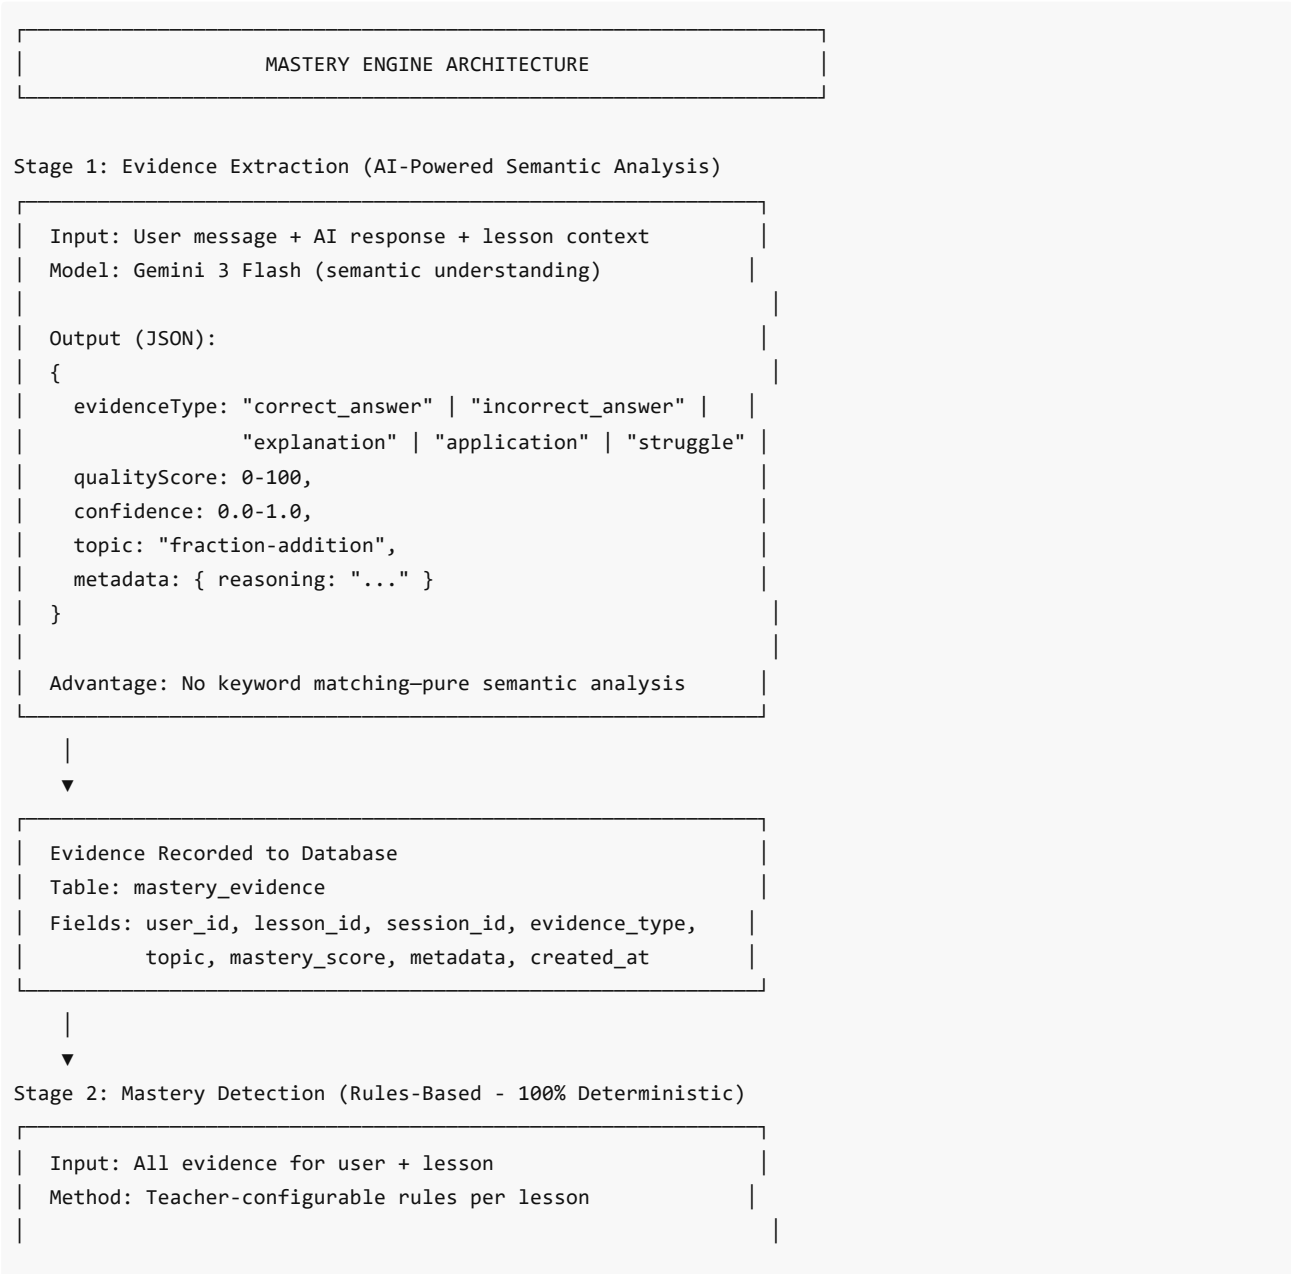 MASTERY ENGINE ARCHITECTURE
Stage 1: Evidence Extraction (AI-Powered Semantic Analysis)
Input: User message + AI response + lesson context
Model: Gemini 3 Flash (semantic understanding)
Output (JSON):
{
evidenceType: "correct_answer" | "incorrect_answer" |
"explanation" | "application" | "struggle"
qualityScore: 0-100,
confidence: 0.0-1.0,
topic: "fraction-addition",
metadata: { reasoning: "..." }
}
Advantage: No keyword matching—pure semantic analysis
▼
Evidence Recorded to Database
Table: mastery_evidence
Fields: user_id, lesson_id, session_id, evidence_type,
topic, mastery_score, metadata, created_at
▼
Stage 2: Mastery Detection (Rules-Based - 100% Deterministic)
Input: All evidence for user + lesson
Method: Teacher-configurable rules per lesson